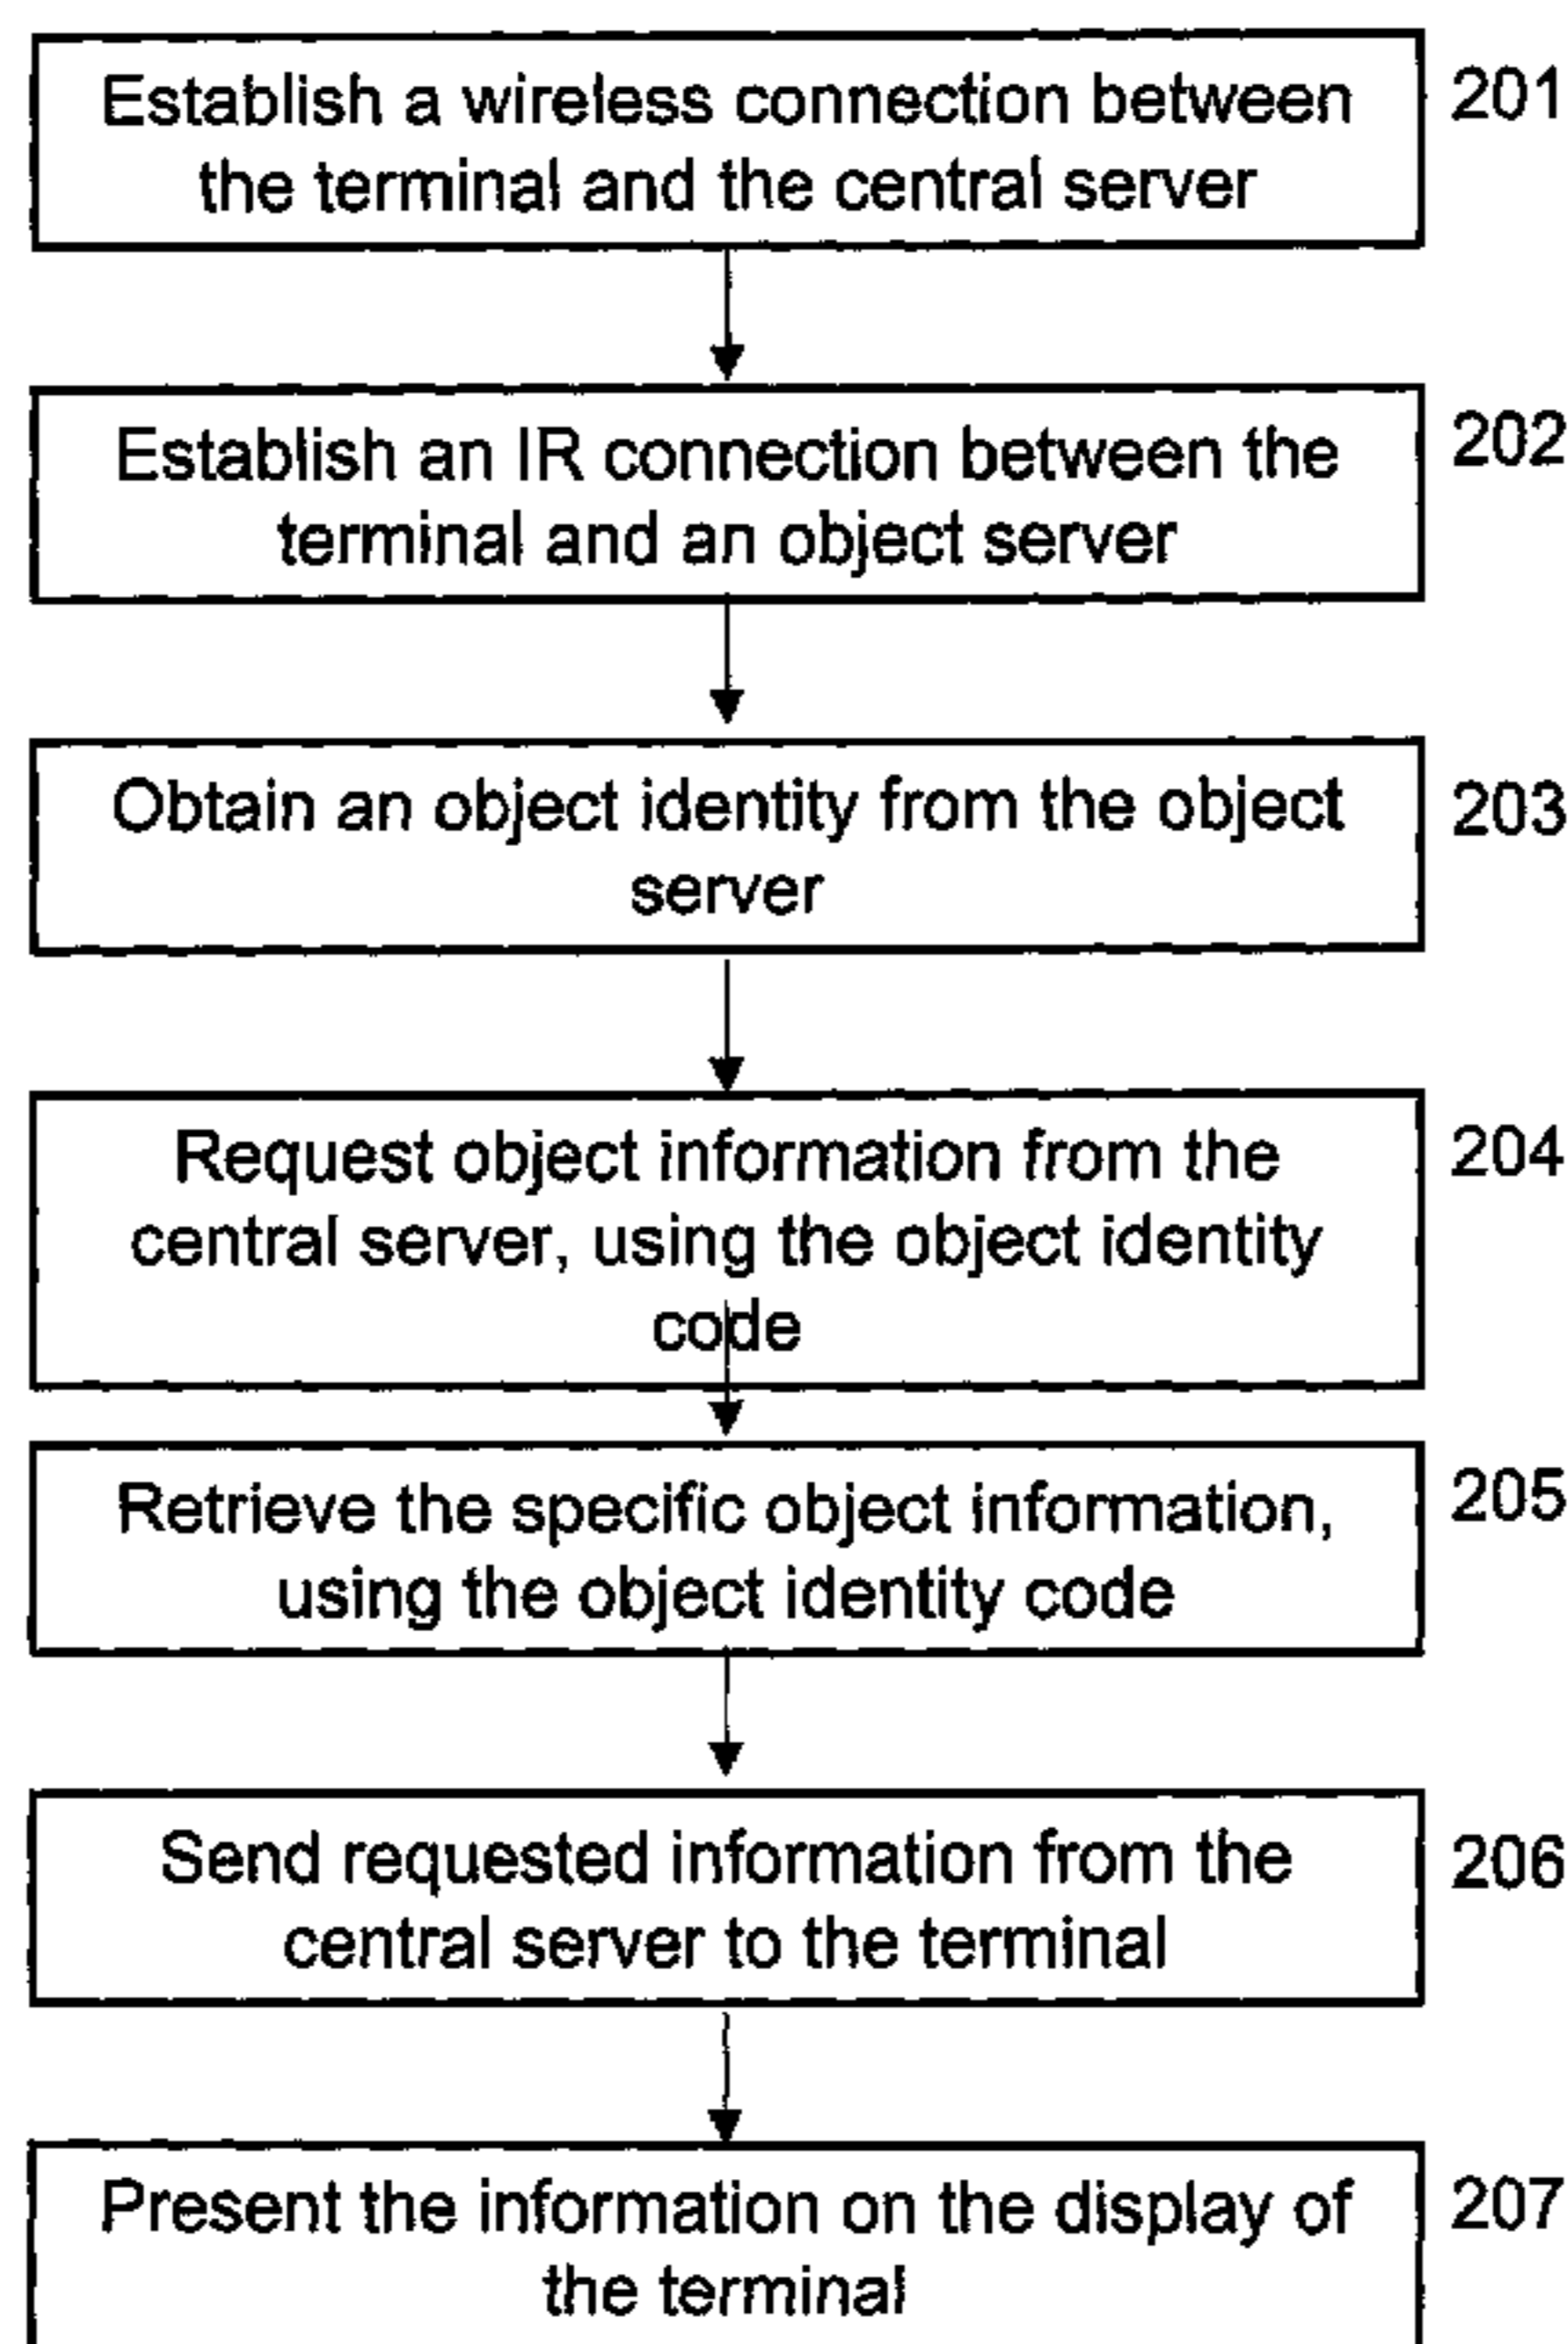 Establish a wireless connection between
the terminal and the central server
201
Establish an IR connection between the
terminal and an object server
202
Obtain an object identity from the object
server
203
Request object information from the
central server, using the object identity
code
204
Retrieve the specific object information,
using the object identity code
205
Send requested information from the
central server to the terminal
206
Present the information on the display of
the terminal
207